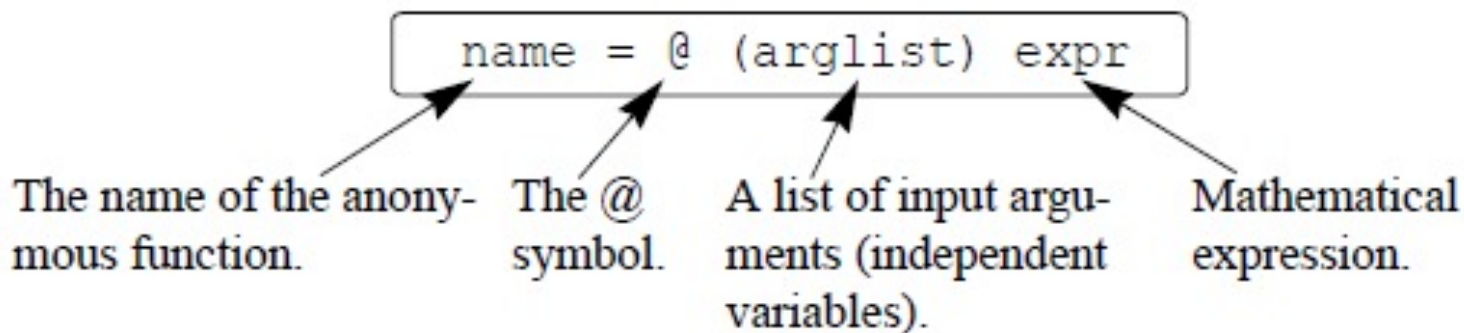 name = @ (arglist) expr
The name of the anony-
mous function.
The @
symbol.
A list of input argu-
ments (independent
variables).
Mathematical
expression.